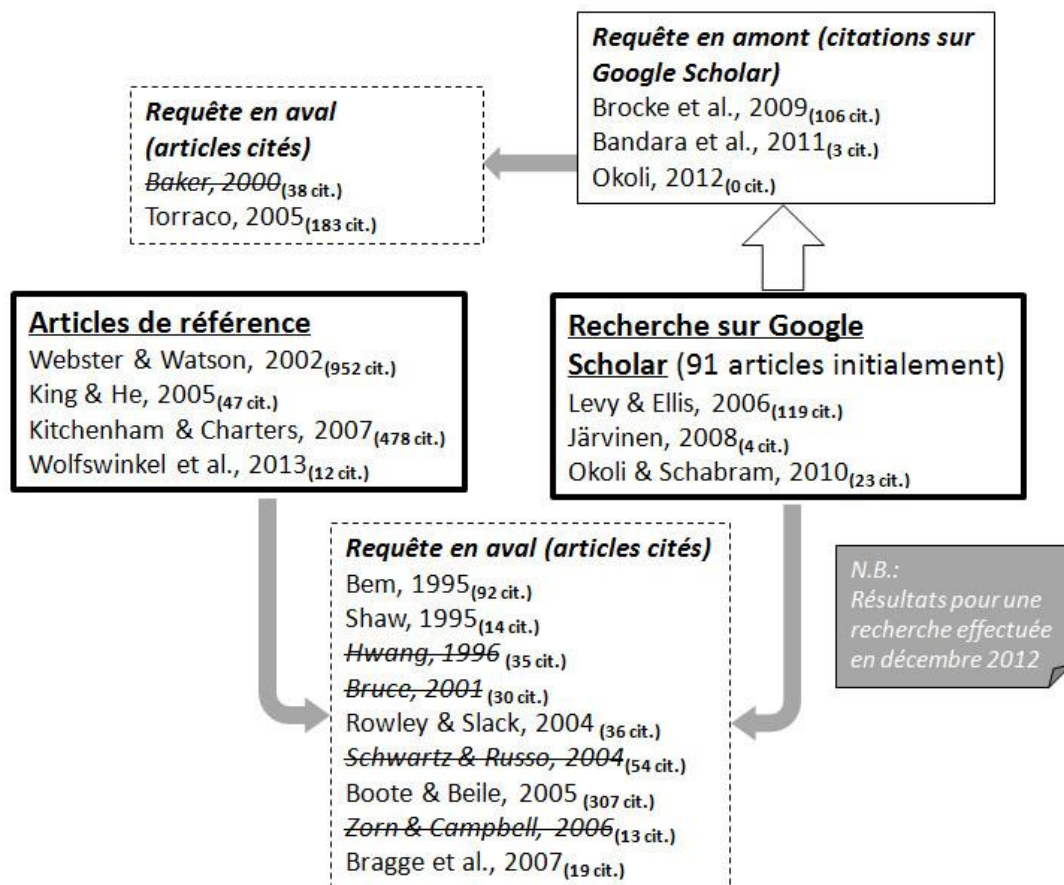 Requête en amont (citations sur
Google Scholar)
Brocke et al., 2009(106 cit.)
Bandara et al., 2011(3 cit.)
Okoli, 2012(0 cit.)
Requête en aval
(articles cités)
Baker, 2000(38 cit.)
Torraco, 2005(183 cit.)
Articles de référence
Webster & Watson, 2002(952 cit.)
King & He, 2005(47 cit.)
Kitchenham & Charters, 2007(478 cit.)
Wolfswinkel et al., 2013(12 cit.)
Recherche sur Google
Scholar (91 articles initialement)
Levy & Ellis, 2006(119 cit.)
Järvinen, 2008(4 cit.)
Okoli & Schabram, 2010(23 cit.)
Requête en aval (articles cités)
Bem, 1995(92 cit.)
Shaw, 1995(14 cit.)
Hwang, 1996 (35 cit.)
Bruce, 2001 (30 cit.)
Rowley & Slack, 2004 (36 cit.)
Schwartz & Russo, 2004(54 cit.)
Boote & Beile, 2005 (307 cit.)
Zorn & Campbell, 2006(13 cit.)
Bragge et al., 2007(19 cit.)
N.B.:
Résultats pour une
recherche effectuée
en décembre 2012